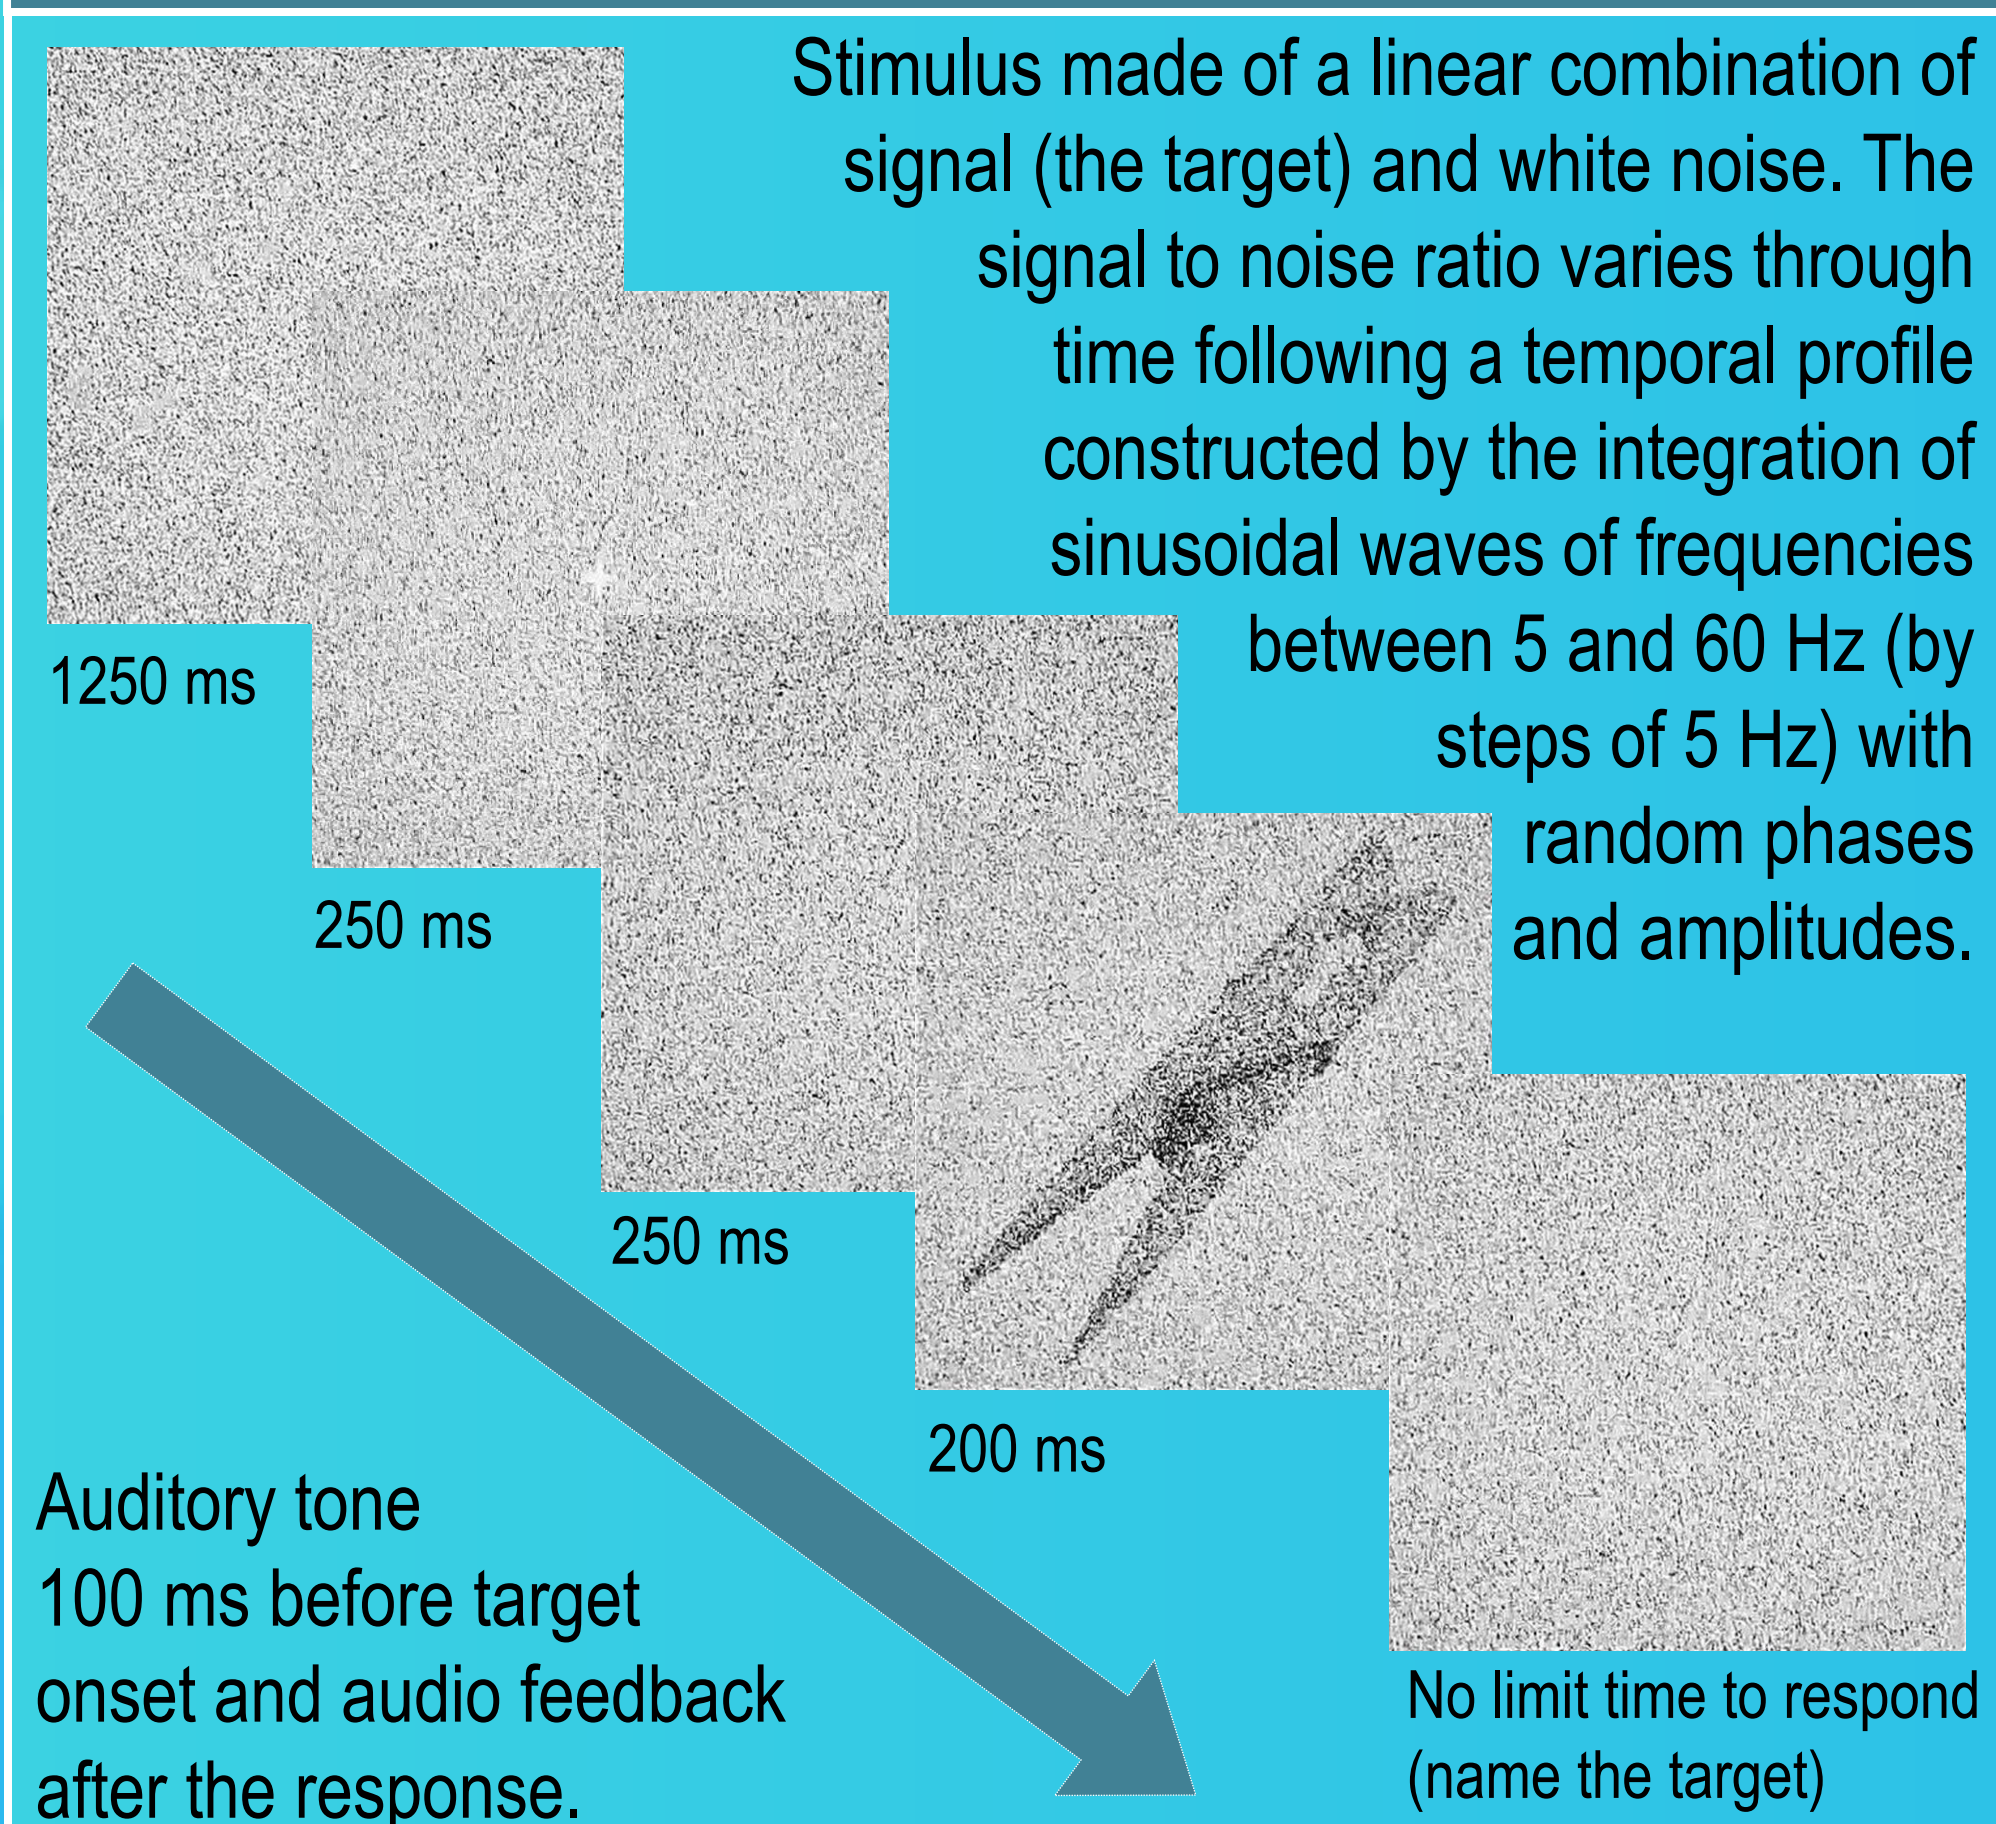 Stimulus made of a linear combination of
signal (the target) and white noise. The
signal to noise ratio varies through
time following a temporal profile
constructed by the integration of
sinusoidal waves of frequencies
between 5 and 60 Hz (by
steps of 5 Hz) with
random phases
and amplitudes.
1250 ms
250 ms
250 ms
200 ms
Auditory tone
100 ms before target
onset and audio feedback
after the response.
No limit time to respond
(name the target)